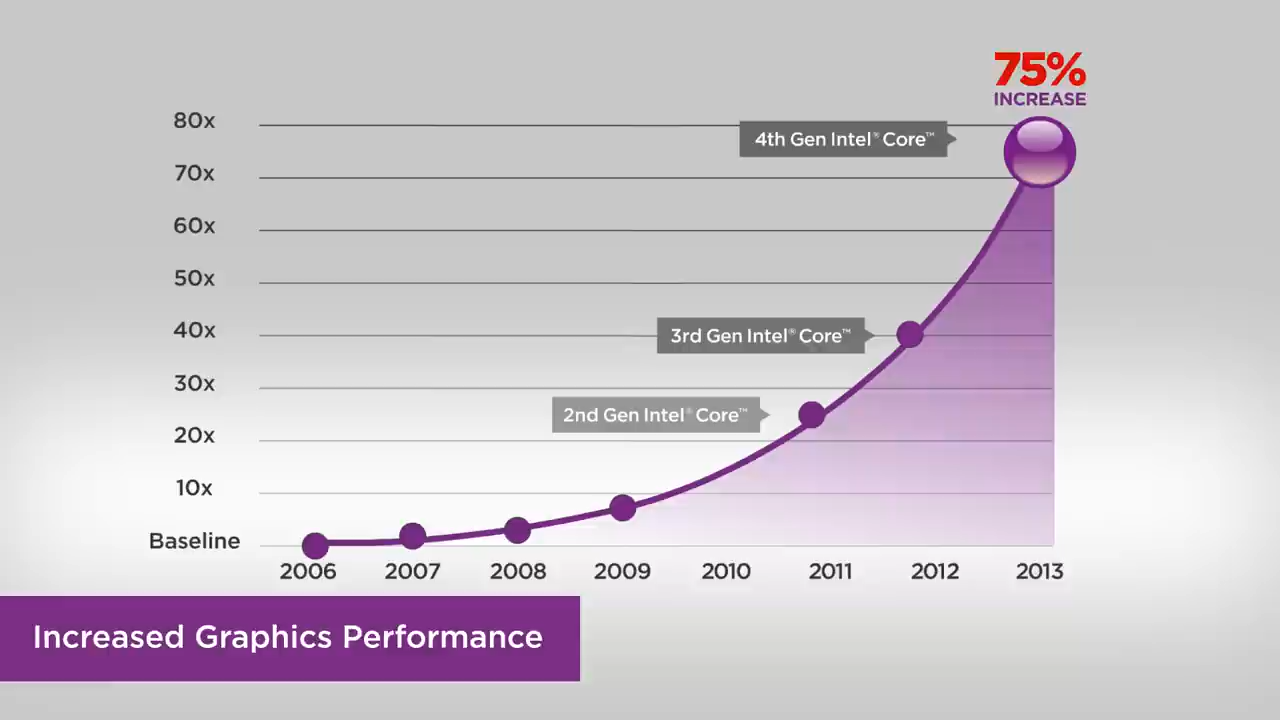 75%
INCREASE
80x
4th Gen Intel® Core™
70x
60x
50x
40x
3rd Gen Intel® Core™
30x
2nd Gen Intel® Core™
20x
10x
Baseline
2006 2007 2008 2009 2010 2011 2012 2013
Increased Graphics Performance